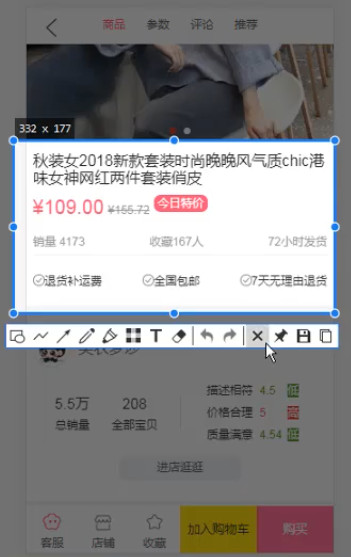 商品 参数 评论 推荐
332 x 177
秋装女2018新款套装时尚晚晚风气质chic港
味女神网红两件套装俏皮
¥109.00 ¥155.72 今日特价
销量 4173 收藏167人 72小时发货
退货补运费 全国包邮 7天无理由退货
T
5.5万 208 描述相符 4.5 低
总销量 全部宝贝 价格合理 5 高
质量满意 4.54 低
进店逛逛
客服 店铺 收藏 加入购物车 购买